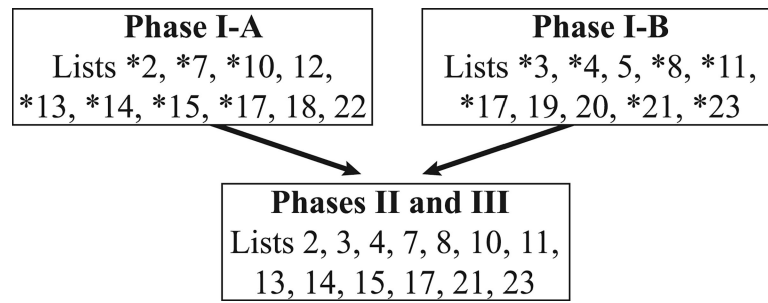 Phase I-A
Lists *2, *7, *10, 12,
*13, *14, *15, *17, 18, 22
Phase I-B
Lists *3, *4, 5, *8, *11,
*17, 19, 20, *21, *23
Phases II and III
Lists 2, 3, 4, 7, 8, 10, 11,
13, 14, 15, 17, 21, 23